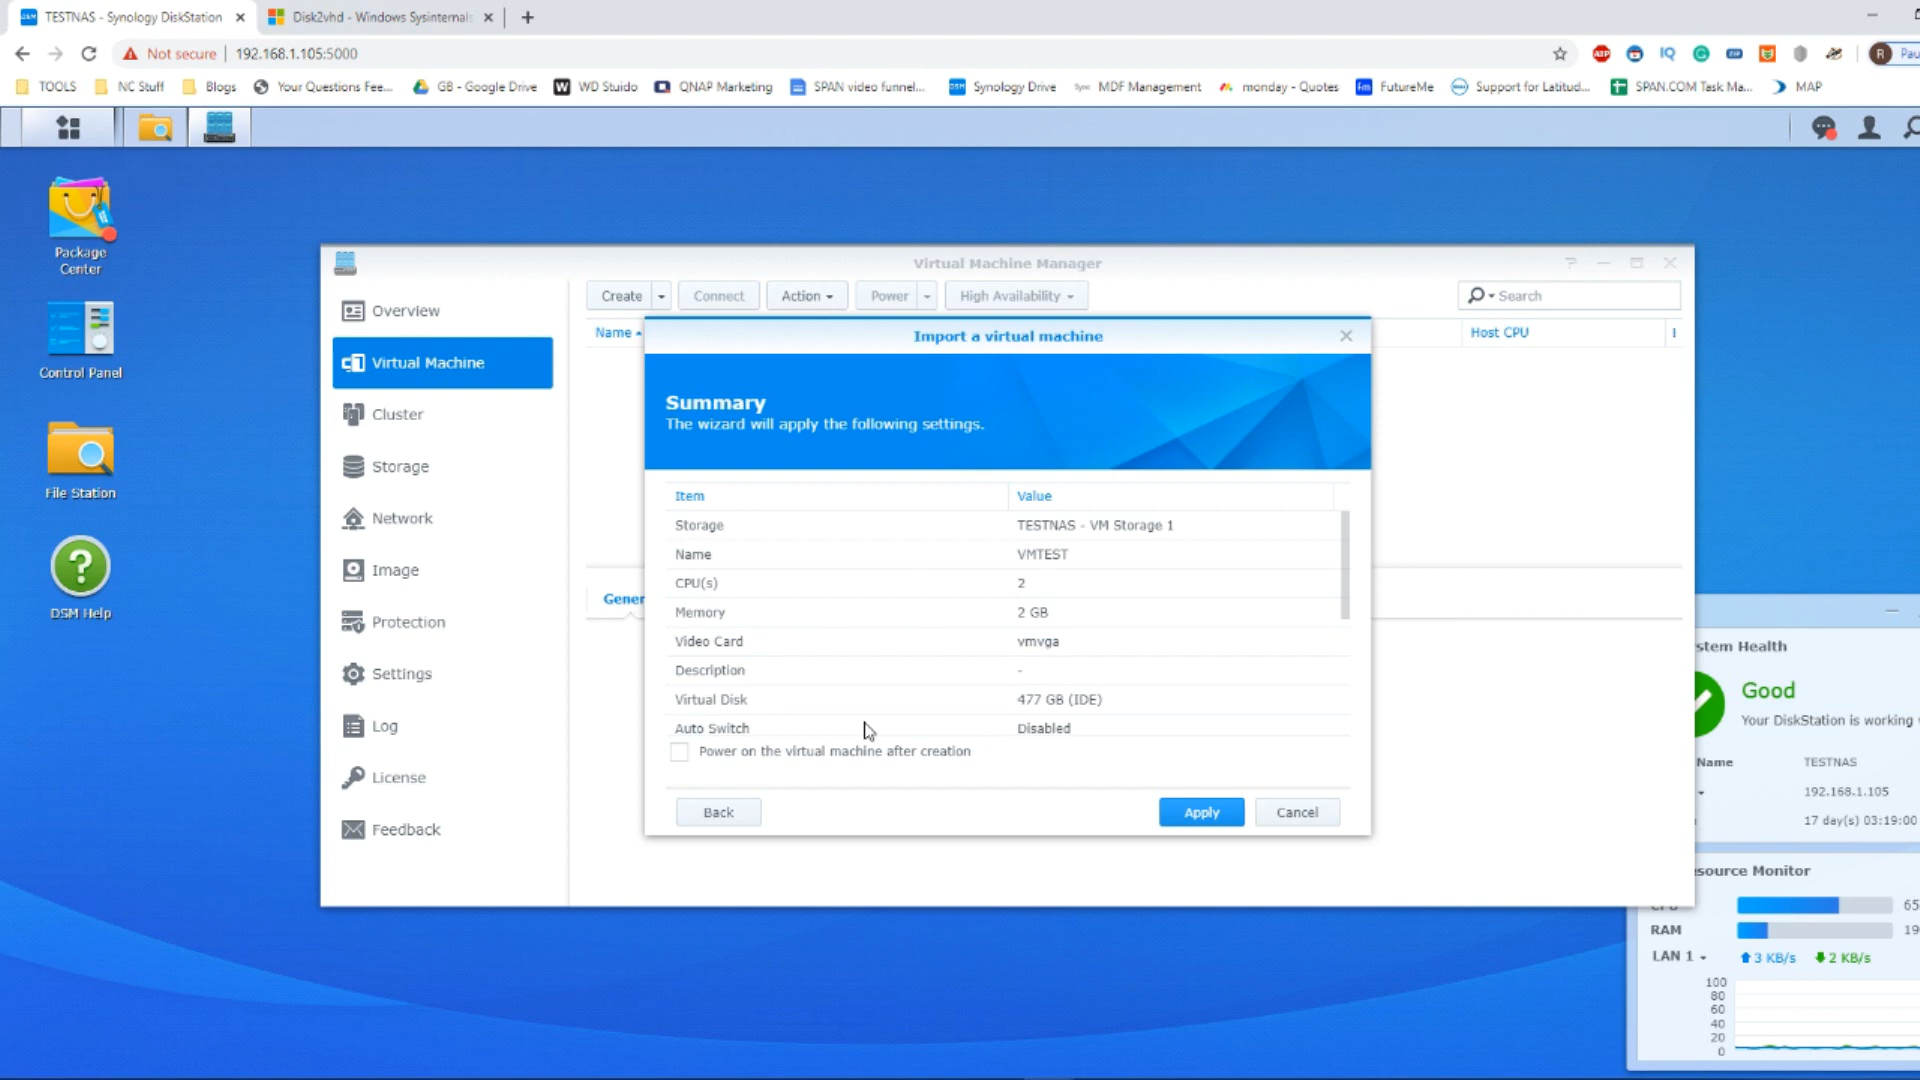 TESTNAS - Synology DiskStation
Disk2vhd - Windows Sysinternals
Not secure
192.168.1.105:5000
ABP
IQ
R
TOOLS
NC Stuff
Blogs
Your Questions Fee...
GB - Google Drive
WD Stuido
QNAP Marketing
SPAN video funnel...
Synology Drive
MDF Management
monday - Quotes
FutureMe
Support for Latitud...
SPAN.COM Task Ma...
MAP
Package
Center
Control Panel
File Station
DSM Help
Virtual Machine Manager
Overview
Virtual Machine
Cluster
Storage
Network
Image
Protection
Settings
Log
License
Feedback
Create
Connect
Action
Power
High Availability
Search
Name
Host CPU
Gener
Import a virtual machine
Summary
The wizard will apply the following settings.
Item Value
Storage TESTNAS - VM Storage 1
Name VMTEST
CPU(s) 2
Memory 2 GB
Video Card vmvga
Description -
Virtual Disk 477 GB (IDE)
Auto Switch Disabled
Power on the virtual machine after creation
Back
Apply
Cancel
stem Health
Good
Your DiskStation is working
Name TESTNAS
192.168.1.105
17 day(s) 03:19:00
source Monitor
65
RAM 19
LAN 1 3 KB/s 2 KB/s
100
80
60
40
20
0